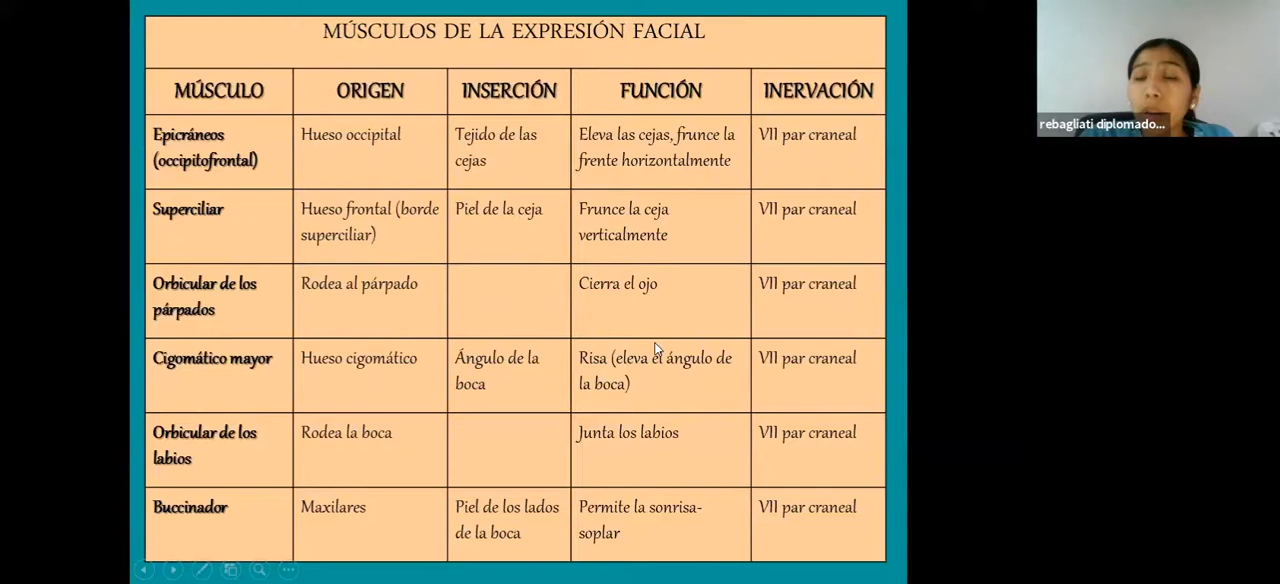 MÚSCULOS DE LA EXPRESIÓN FACIAL
MÚSCULO ORIGEN INSERCIÓN FUNCIÓN INERVACIÓN
Epicráneos Hueso occipital Tejido de las Eleva las cejas, frunce la VII par craneal
(occipitofrontal) cejas frente horizontalmente
Superciliar Hueso frontal (borde Piel de la ceja Frunce la ceja VII par craneal
superciliar) verticalmente
Orbicular de los Rodea al párpado Cierra el ojo VII par craneal
párpados
Cigomático mayor Hueso cigomático Ángulo de la Risa (eleva el ángulo de VII par craneal
boca la boca)
Orbicular de los Rodea la boca Junta los labios VII par craneal
labios
Buccinador Maxilares Piel de los lados Permite la sonrisa- VII par craneal
de la boca soplar
rebagliati diplomado...